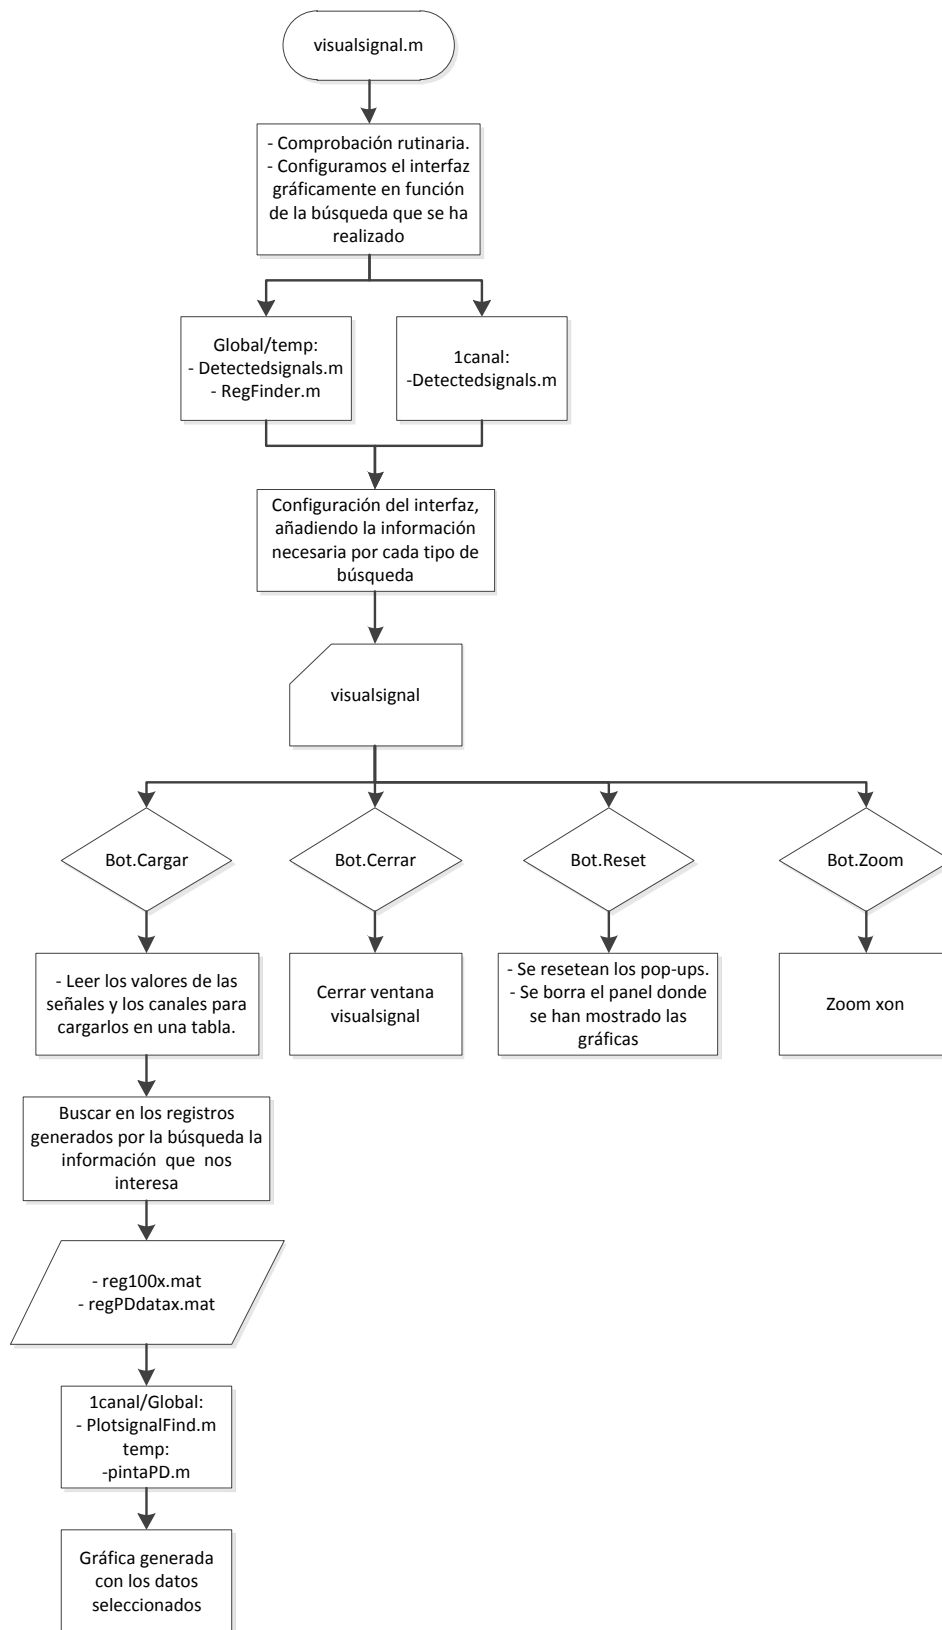 visualsignal.m
- Comprobación rutinaria.
- Configuramos el interfaz
gráficamente en función
de la búsqueda que se ha
realizado
Global/temp:
- Detectedsignals.m
- RegFinder.m
1canal:
-Detectedsignals.m
Configuración del interfaz,
añadiendo la información
necesaria por cada tipo de
búsqueda
visualsignal
Bot.Cargar
Bot.Cerrar
Bot.Reset
Bot.Zoom
- Leer los valores de las
señales y los canales para
cargarlos en una tabla.
Cerrar ventana
visualsignal
- Se resetean los pop-ups.
- Se borra el panel donde
se han mostrado las
gráficas
Zoom xon
Buscar en los registros
generados por la búsqueda la
información que nos
interesa
- reg100x.mat
- regPDdatax.mat
1canal/Global:
- PlotsignalFind.m
temp:
-pintaPD.m
Gráfica generada
con los datos
seleccionados